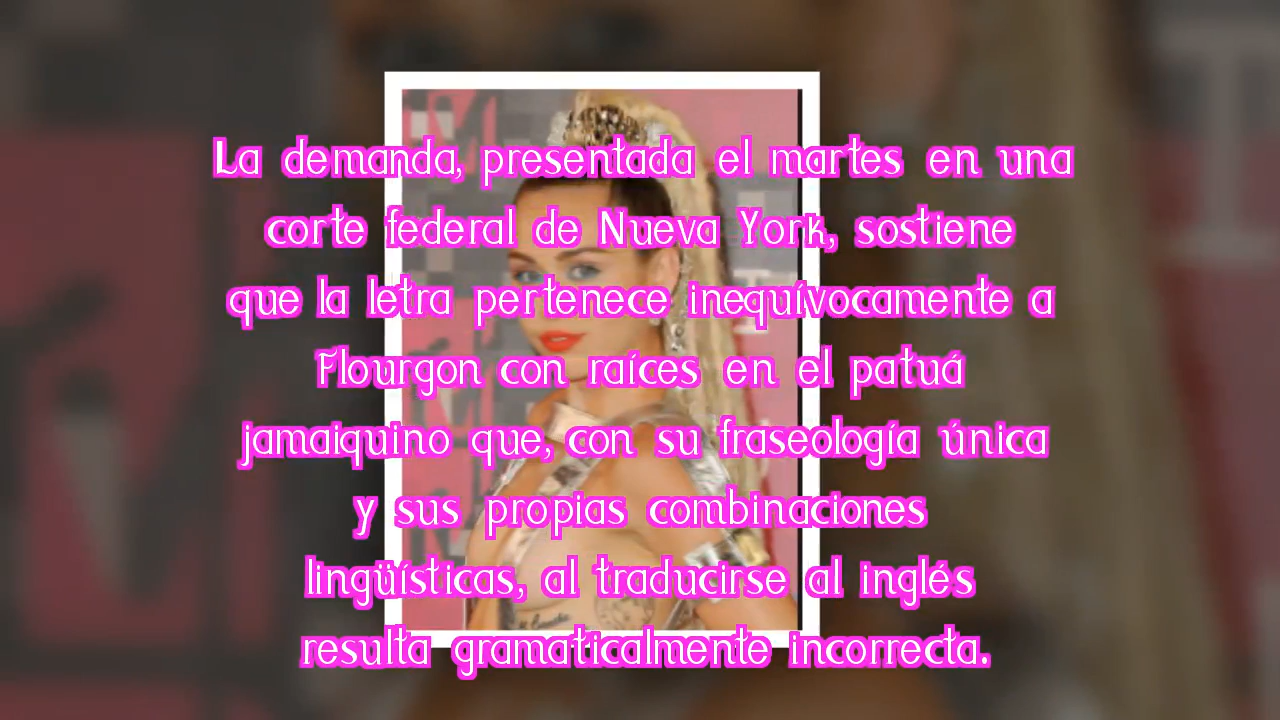 La demanda, presentada el martes en una
corte federal de Nueva York, sostiene
que la letra pertenece inequívocamente a
Flourgon con raíces en el patuá
jamaiquino que, con su fraseología única
y sus propias combinaciones
lingüísticas, al traducirse al inglés
resulta gramaticalmente incorrecta.